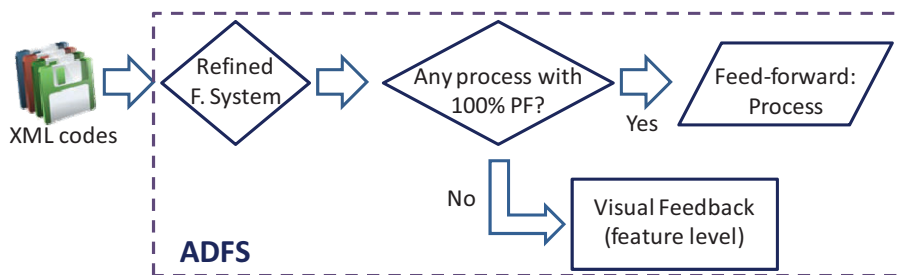 XML codes
Refined
F. System
Any process with
100% PF?
Yes
Feed-forward:
Process
No
Visual Feedback
(feature level)
ADFS